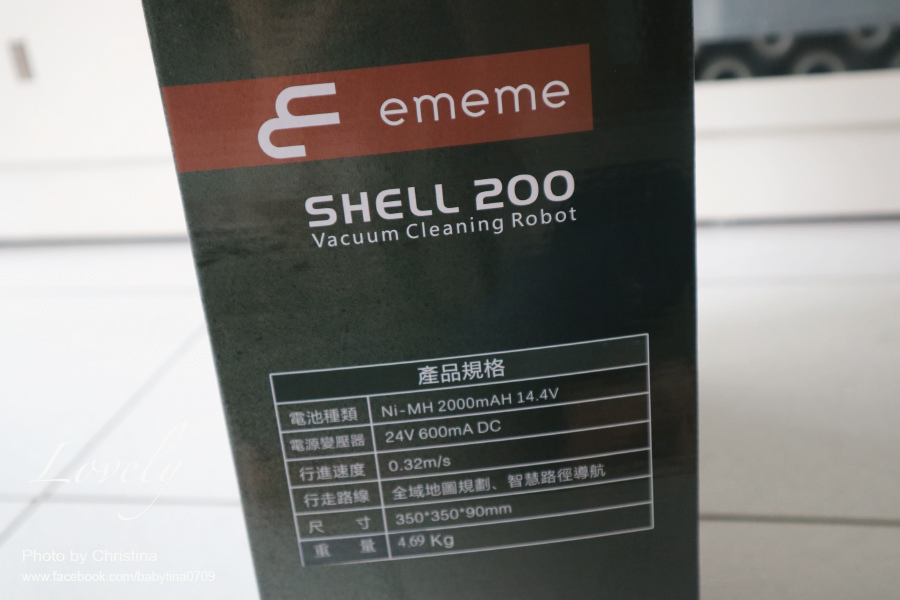 ememe
SHELL 200
Vacuum Cleaning Robot
產品規格
電池種類 Ni-MH 2000mAH 14.4V
電源變壓器 24V 600mA DC
行進速度 0.32m/s
行走路線 全域地圖規劃、智慧路徑導航
尺 寸 350*350*90mm
重 量 4.69 Kg
Lovely
Photo by Christina
www.facebook.com/babytina0709